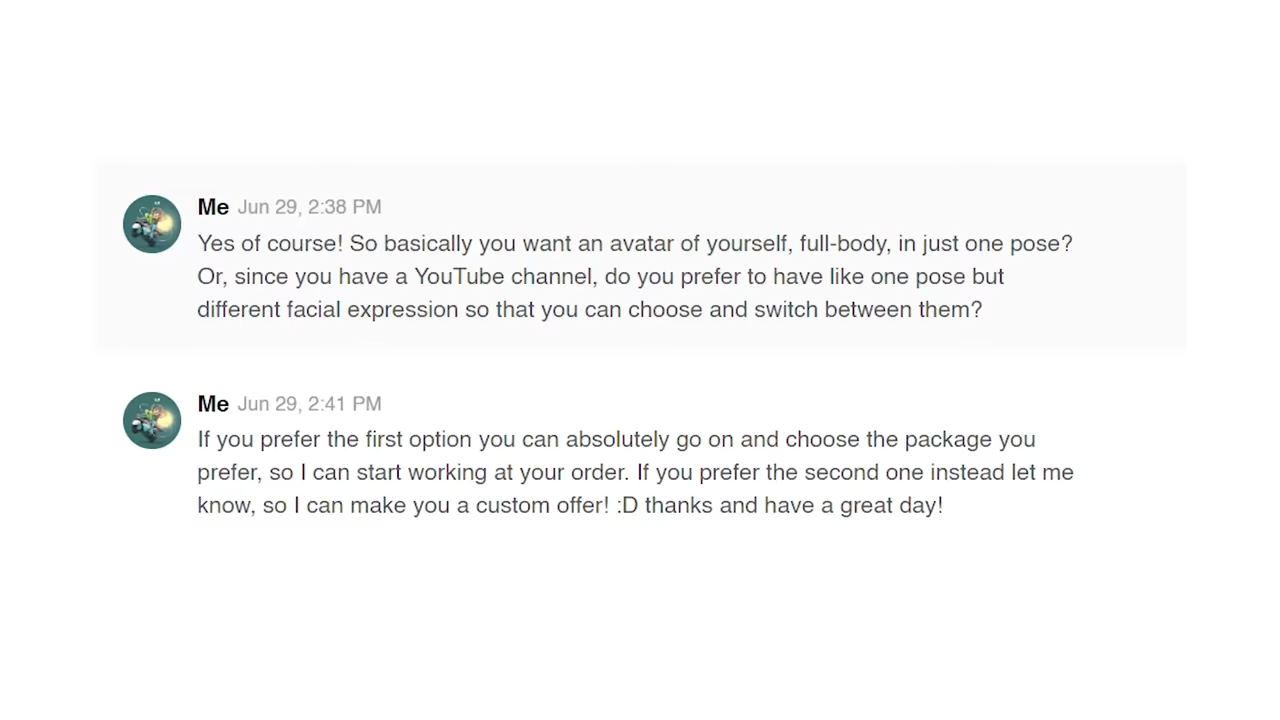 Me Jun 29, 2:38 PM
Yes of course! So basically you want an avatar of yourself, full-body, in just one pose?
Or, since you have a YouTube channel, do you prefer to have like one pose but
different facial expression so that you can choose and switch between them?
Me Jun 29, 2:41 PM
If you prefer the first option you can absolutely go on and choose the package you
prefer, so I can start working at your order. If you prefer the second one instead let me
know, so I can make you a custom offer! :D thanks and have a great day!